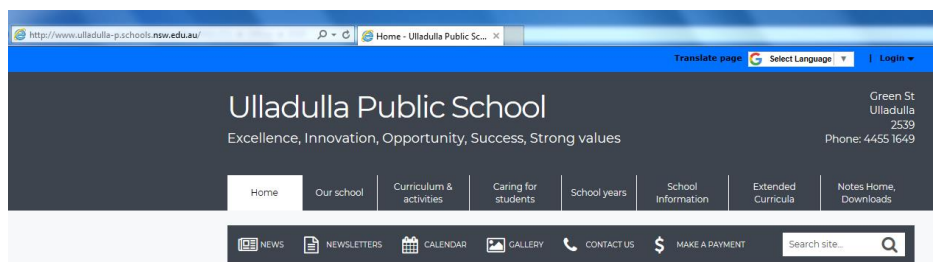 http://www.ulladulla-p.schools.nsw.edu.au/
Home - Ulladulla Public Sc...
Translate page Select Language | Login
Ulladulla Public School
Excellence, Innovation, Opportunity, Success, Strong values
Green St
Ulladulla
2539
Phone: 4455 1649
Home
Our school
Curriculum &
activities
Caring for
students
School years
School
Information
Extended
Curricula
Notes Home,
Downloads
NEWS NEWSLETTERS CALENDAR GALLERY CONTACT US $ MAKE A PAYMENT Search site...